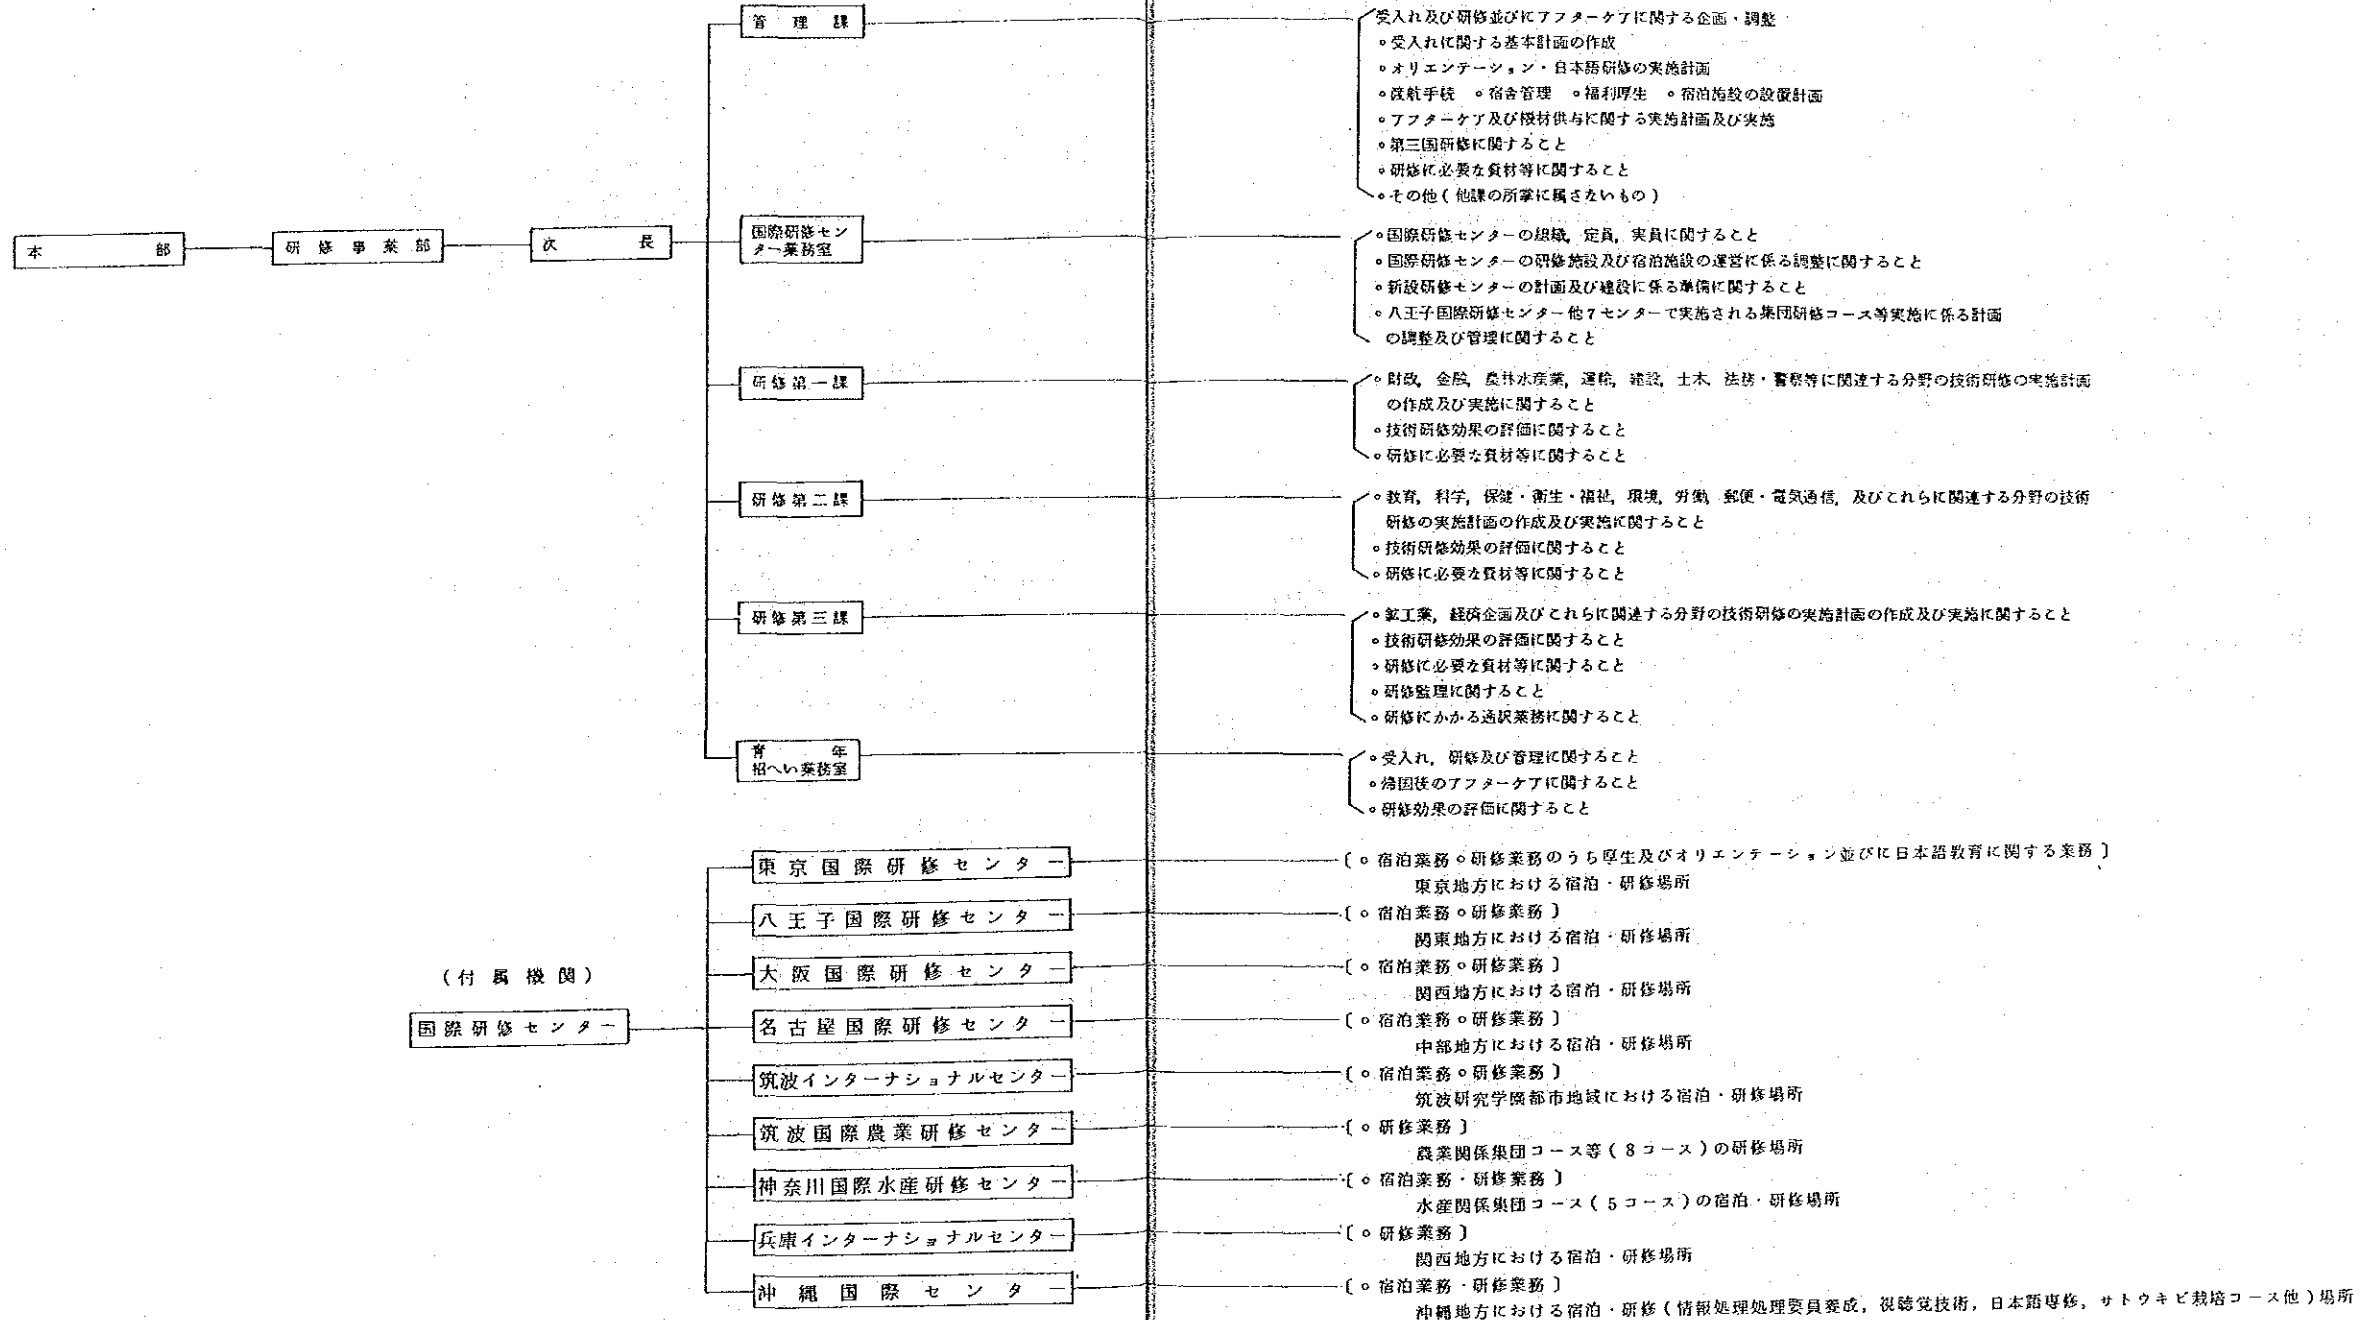 管理課
受入れ及び研修並びにアフターケアに関する企画・調整
◦受入れに関する基本計画の作成
◦オリエンテーション・日本語研修の実施計画
◦渡航手続 ◦宿舎管理 ◦福利厚生 ◦宿泊施設の設置計画
◦アフターケア及び機材供与に関する実施計画及び実施
◦第三国研修に関すること
◦研修に必要な資材等に関すること
◦その他(他課の所掌に属さないもの)
本部
研修事業部
次長
国際研修セン
ター業務室
◦国際研修センターの組織,定員,実員に関すること
◦国際研修センターの研修施設及び宿泊施設の運営に係る調整に関すること
◦新設研修センターの計画及び建設に係る準備に関すること
◦八王子国際研修センター他7センターで実施される集団研修コース等実施に係る計画
の調整及び管理に関すること
研修第一課
◦財政,金融,農林水産業,運輸,建設,土木,法務・警察等に関連する分野の技術研修の実施計画
の作成及び実施に関すること
◦技術研修効果の評価に関すること
◦研修に必要な資材等に関すること
研修第二課
◦教育,科学,保健・衛生・福祉,環境,労働,郵便・電気通信,及びこれらに関連する分野の技術
研修の実施計画の作成及び実施に関すること
◦技術研修効果の評価に関すること
◦研修に必要な資材等に関すること
研修第三課
◦鉱工業,経済企画及びこれらに関連する分野の技術研修の実施計画の作成及び実施に関すること
◦技術研修効果の評価に関すること
◦研修に必要な資材等に関すること
◦研修監理に関すること
◦研修にかかる通訳業務に関すること
青年
招へい業務室
◦受入れ,研修及び管理に関すること
◦帰国後のアフターケアに関すること
◦研修効果の評価に関すること
東京国際研修センター
〔◦宿泊業務◦研修業務のうち厚生及びオリエンテーション並びに日本語教育に関する業務〕
東京地方における宿泊・研修場所
八王子国際研修センター
〔◦宿泊業務◦研修業務〕
関東地方における宿泊・研修場所
(付属機関)
大阪国際研修センター
〔◦宿泊業務◦研修業務〕
関西地方における宿泊・研修場所
国際研修センター
名古屋国際研修センター
〔◦宿泊業務◦研修業務〕
中部地方における宿泊・研修場所
筑波インターナショナルセンター
〔◦宿泊業務◦研修業務〕
筑波研究学園都市地域における宿泊・研修場所
筑波国際農業研修センター
〔◦研修業務〕
農業関係集団コース等(8コース)の研修場所
神奈川国際水産研修センター
〔◦宿泊業務・研修業務〕
水産関係集団コース(5コース)の宿泊・研修場所
兵庫インターナショナルセンター
〔◦研修業務〕
関西地方における宿泊・研修場所
沖縄国際センター
〔◦宿泊業務・研修業務〕
沖縄地方における宿泊・研修(情報処理処理要員養成,視聴覚技術,日本語専修,サトウキビ栽培コース他)場所